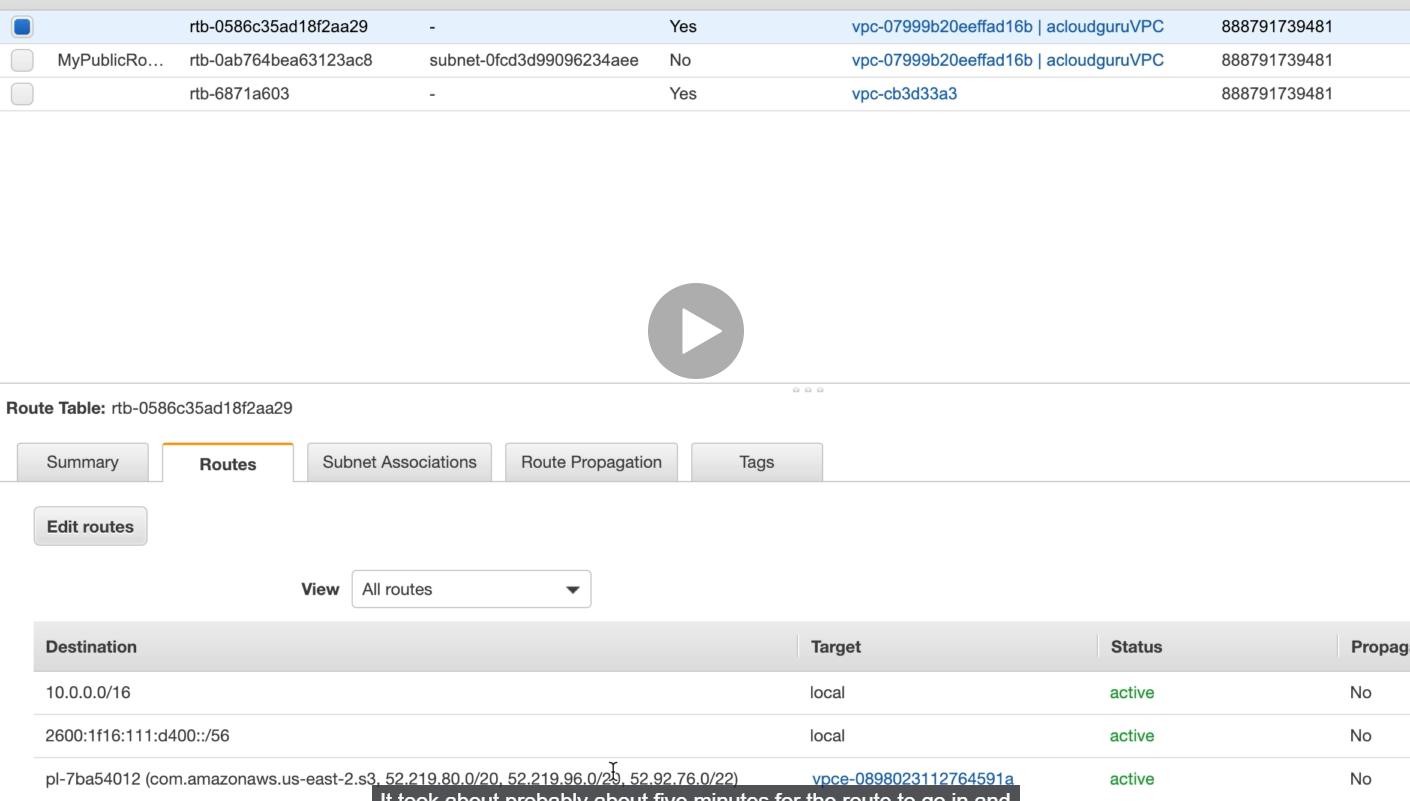 rtb-0586c35ad18f2aa29 - Yes vpc-07999b20eeffad16b | acloudguruVPC 888791739481
MyPublicRo... rtb-0ab764bea63123ac8 subnet-0fcd3d99096234aee No vpc-07999b20eeffad16b | acloudguruVPC 888791739481
rtb-6871a603 - Yes vpc-cb3d33a3 888791739481
Route Table: rtb-0586c35ad18f2aa29
Summary Routes Subnet Associations Route Propagation Tags
Edit routes
View All routes
Destination Target Status Propag
10.0.0.0/16 local active No
2600:1f16:111:d400::/56 local active No
pl-7ba54012 (com.amazonaws.us-east-2.s3, 52.219.80.0/20, 52.219.96.0/20, 52.92.76.0/22) vpce-0898023112764591a active No
It took about probably about five minutes for the route to go in and